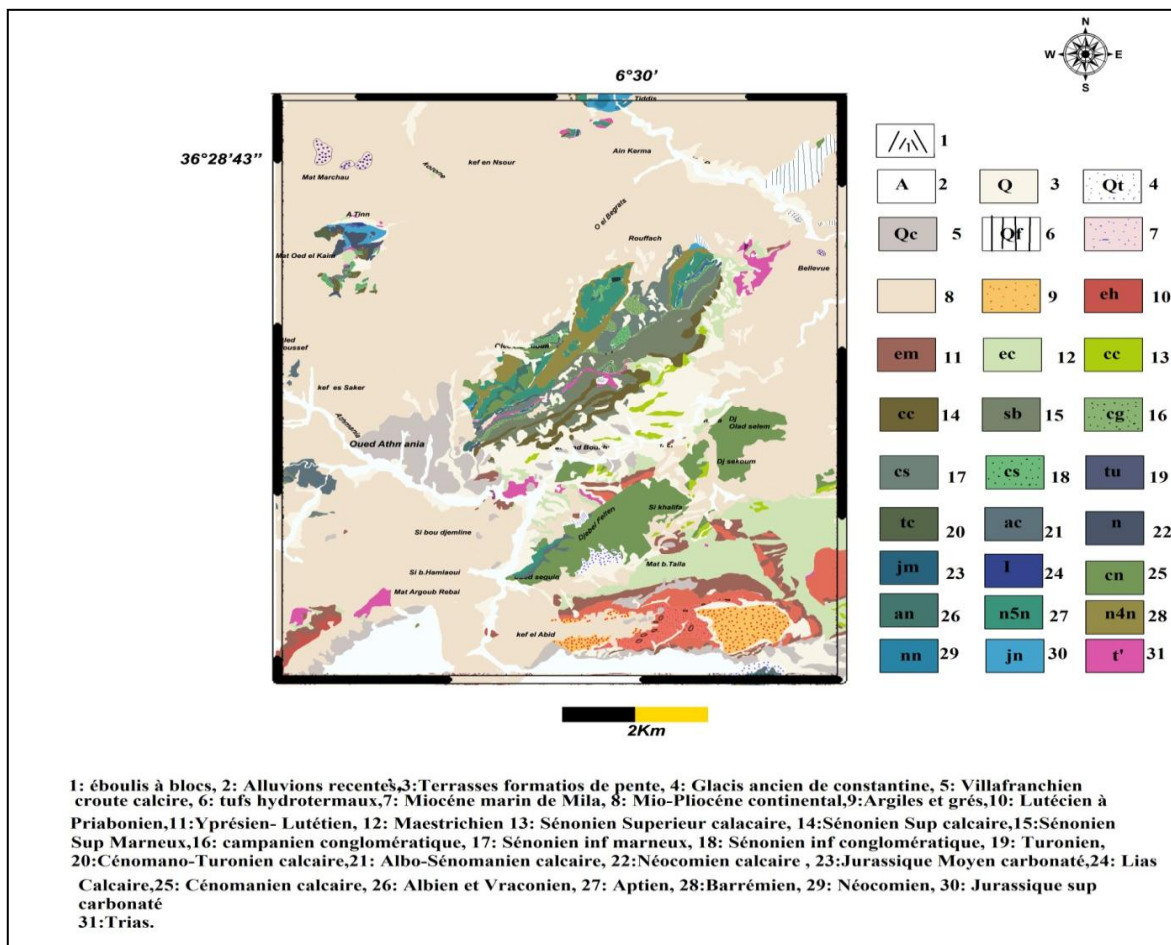 N
W E
S
6°30'
36°28'43''
Tiddis
Ain Kerma
kef en Nsour
Mat Marchau
O el Begrats
A.Tinn
Rouffach
Mat Oed el Kaim
Bellevue
kef es Saker
Athmania
Oued Athmania
Dj
Olad selem
Dj sekoum
Si khalifa
Djebel Felten
Si bou djemline
Mat b.Talla
Si b.Hamlaoui
Mat Argoub Rebai
kef el Abid
2Km
1
A 2 Q 3 Qt 4
Qc 5 Qf 6 7
8 9 eh 10
em 11 ec 12 cc 13
cc 14 sb 15 cg 16
cs 17 cs 18 tu 19
tc 20 ac 21 n 22
jm 23 I 24 cn 25
an 26 n5n 27 n4n 28
nn 29 jn 30 t' 31
1: éboulis à blocs, 2: Alluvions recentes,3:Terrasses formatios de pente, 4: Glacis ancien de constantine, 5: Villafranchien
croute calcire, 6: tufs hydrotermaux,7: Miocéne marin de Mila, 8: Mio-Pliocéne continental,9:Argiles et grés,10: Lutécien à
Priabonien,11:Yprésien- Lutétien, 12: Maestrichien 13: Sénonien Superieur calacaire, 14:Sénonien Sup calcaire,15:Sénonien
Sup Marneux,16: campanien conglomératique, 17: Sénonien inf marneux, 18: Sénonien inf conglomératique, 19: Turonien,
20:Cénomano-Turonien calcaire,21: Albo-Sénomanien calcaire, 22:Néocomien calcaire , 23:Jurassique Moyen carbonaté,24: Lias
Calcaire,25: Cénomanien calcaire, 26: Albien et Vraconien, 27: Aptien, 28:Barrémien, 29: Néocomien, 30: Jurassique sup
carbonaté
31:Trias.